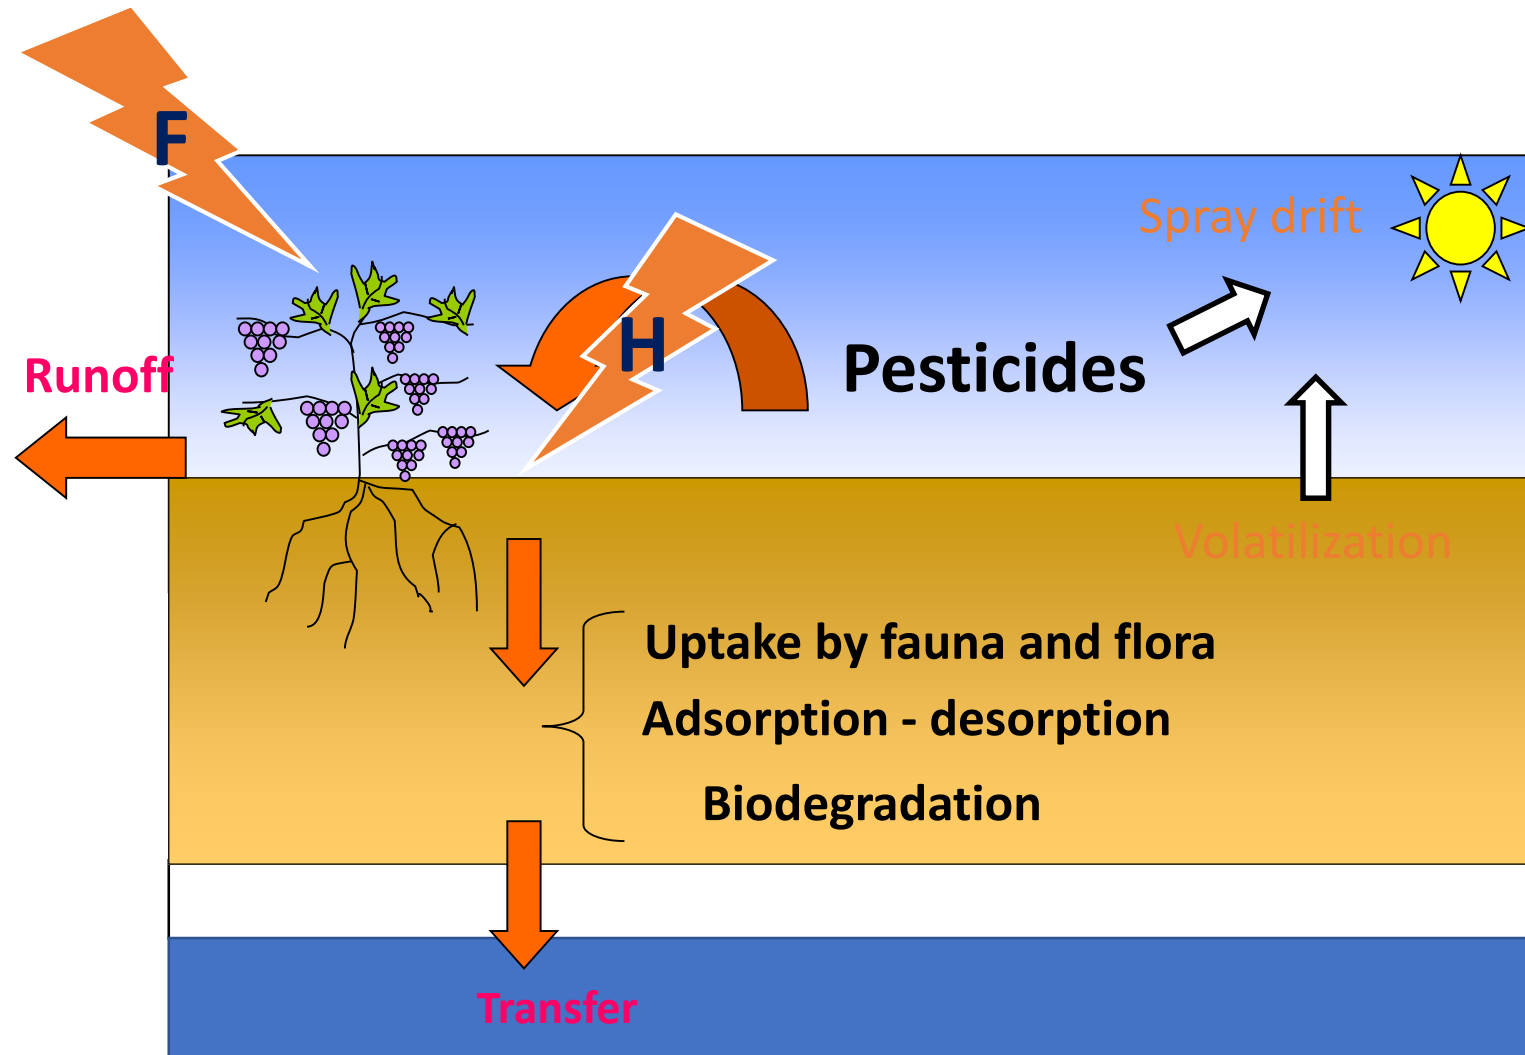 F
Spray drift
H
Pesticides
Runoff
Volatilization
Uptake by fauna and flora
Adsorption - desorption
Biodegradation
Transfer